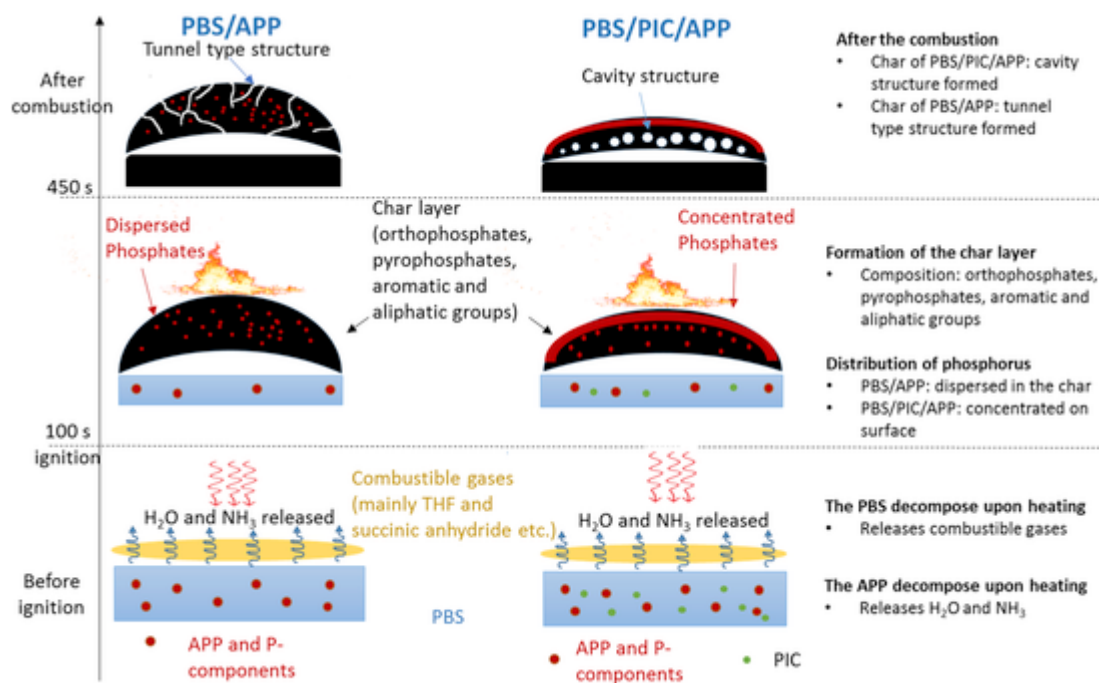 PBS/APP
Tunnel type structure
PBS/PIC/APP
Cavity structure
After the combustion
• Char of PBS/PIC/APP: cavity
structure formed
• Char of PBS/APP: tunnel
type structure formed
After
combustion
450 s
Dispersed
Phosphates
Char layer
(orthophosphates,
pyrophosphates,
aromatic and
aliphatic groups)
Concentrated
Phosphates
Formation of the char layer
• Composition: orthophosphates,
pyrophosphates, aromatic and
aliphatic groups
Distribution of phosphorus
• PBS/APP: dispersed in the char
• PBS/PIC/APP: concentrated on
surface
100 s
ignition
Combustible gases
(mainly THF and
succinic anhydride etc.)
H₂O and NH₃ released
H₂O and NH₃ released
The PBS decompose upon heating
• Releases combustible gases
The APP decompose upon heating
• Releases H₂O and NH₃
Before
ignition
PBS
APP and P-
components
APP and P-
components
PIC